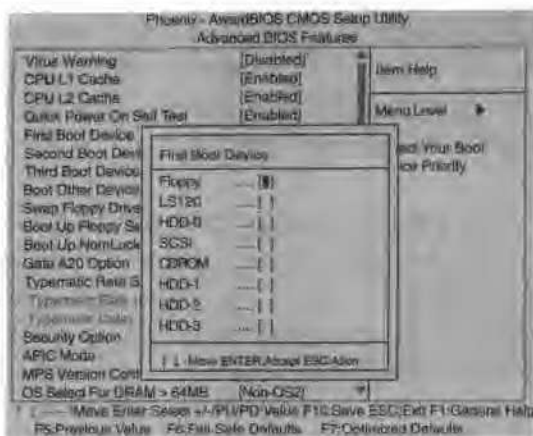 Phoenix - AwardBIOS CMOS Setup Utility
Advanced BIOS Features
Virus Warning [Disabled]
CPU L1 Cache [Enabled]
CPU L2 Cache [Enabled]
Quick Power On Self Test [Enabled]
First Boot Device
Second Boot Devi
Third Boot Device
Boot Other Device
Swap Floppy Drive
Boot Up Floppy Se
Boot Up NumLock
Gate A20 Option
Typematic Rate S
Typematic Rate
Typematic Delay
Security Option
APIC Mode
MPS Version Cont
OS Select For DRAM > 64MB [Non-OS2]
Item Help
Menu Level
ect Your Boot
ice Priority
First Boot Device
Floppy .... [■]
LS120 .... [ ]
HDD-0 .... [ ]
SCSI .... [ ]
CDROM .... [ ]
HDD-1 .... [ ]
HDD-2 .... [ ]
HDD-3 .... [ ]
↑ ↓ :Move ENTER:Accept ESC:Abort
:Move Enter:Select +/-/PU/PD:Value F10:Save ESC:Exit F1:General Help
F5:Previous Value F6:Fail-Safe Defaults F7:Optimized Defaults